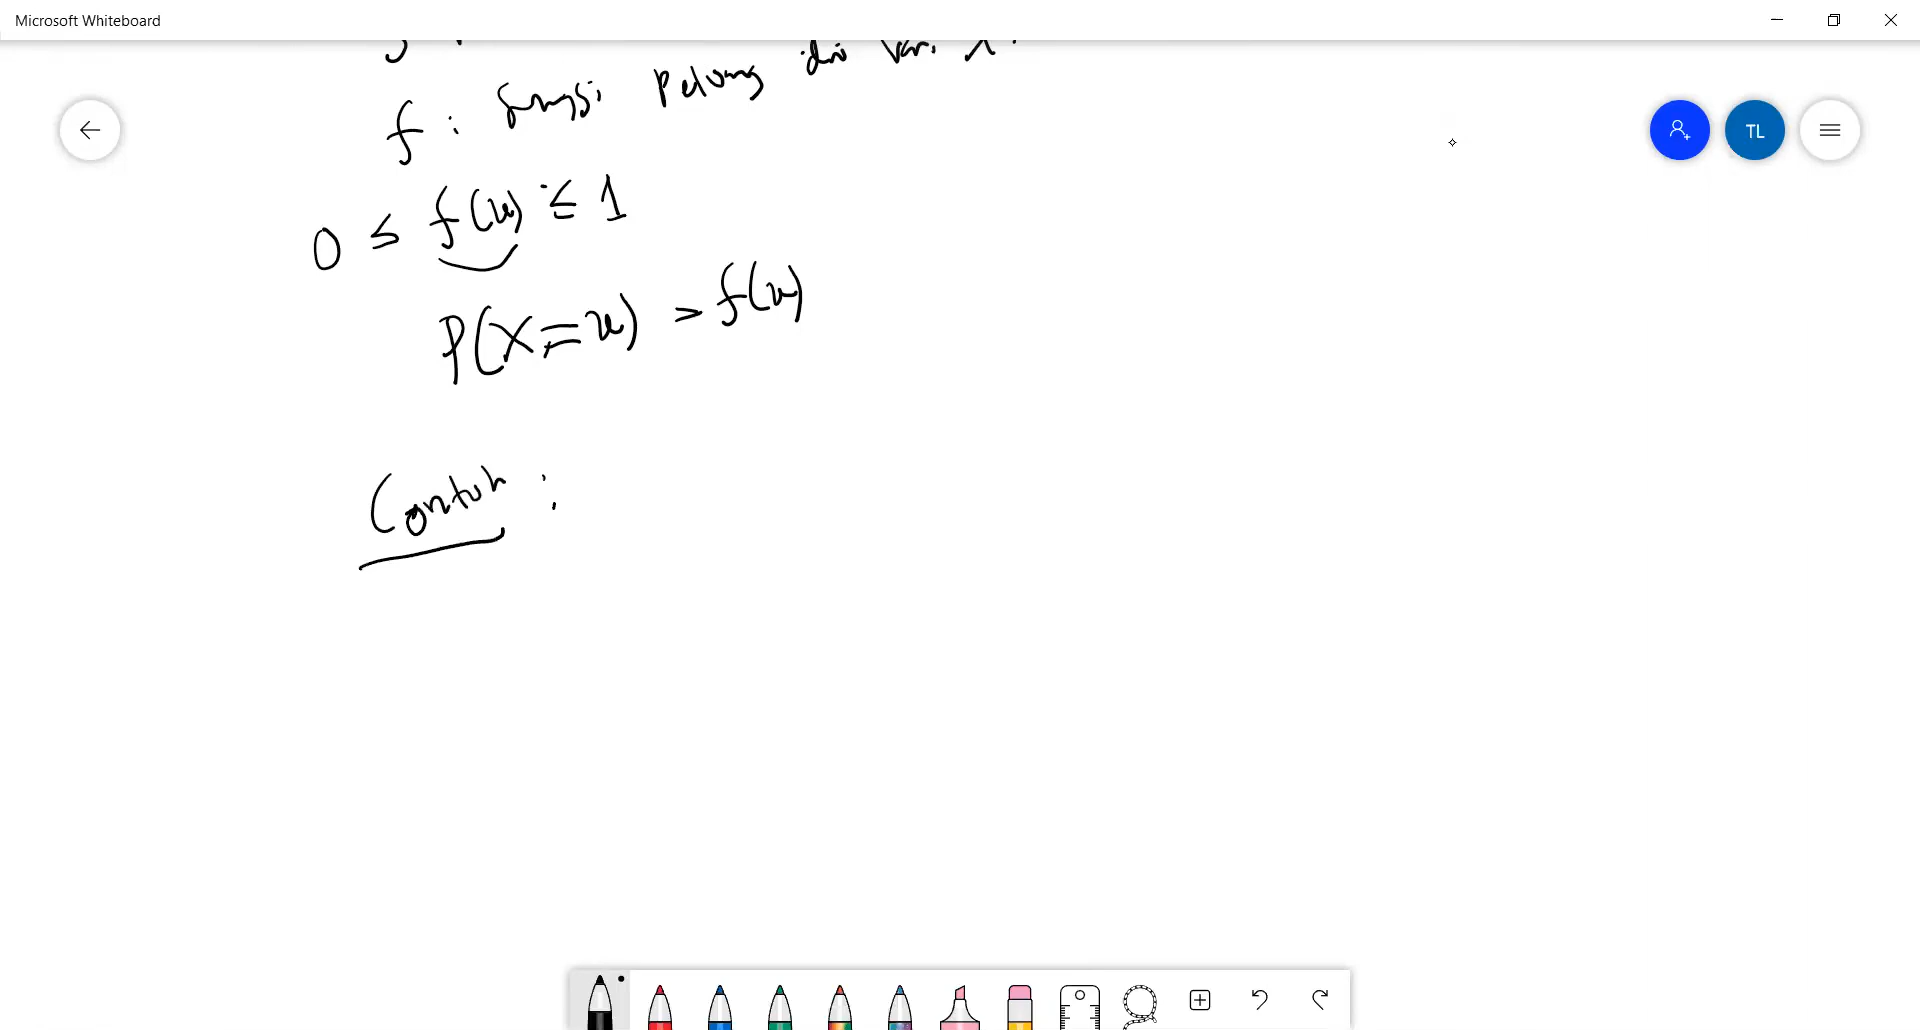 Microsoft Whiteboard
TL
f : fungsi Peluang dari Var. X.
0 ≤ f(x) ≤ 1
P(X=x) = f(x)
Contoh :